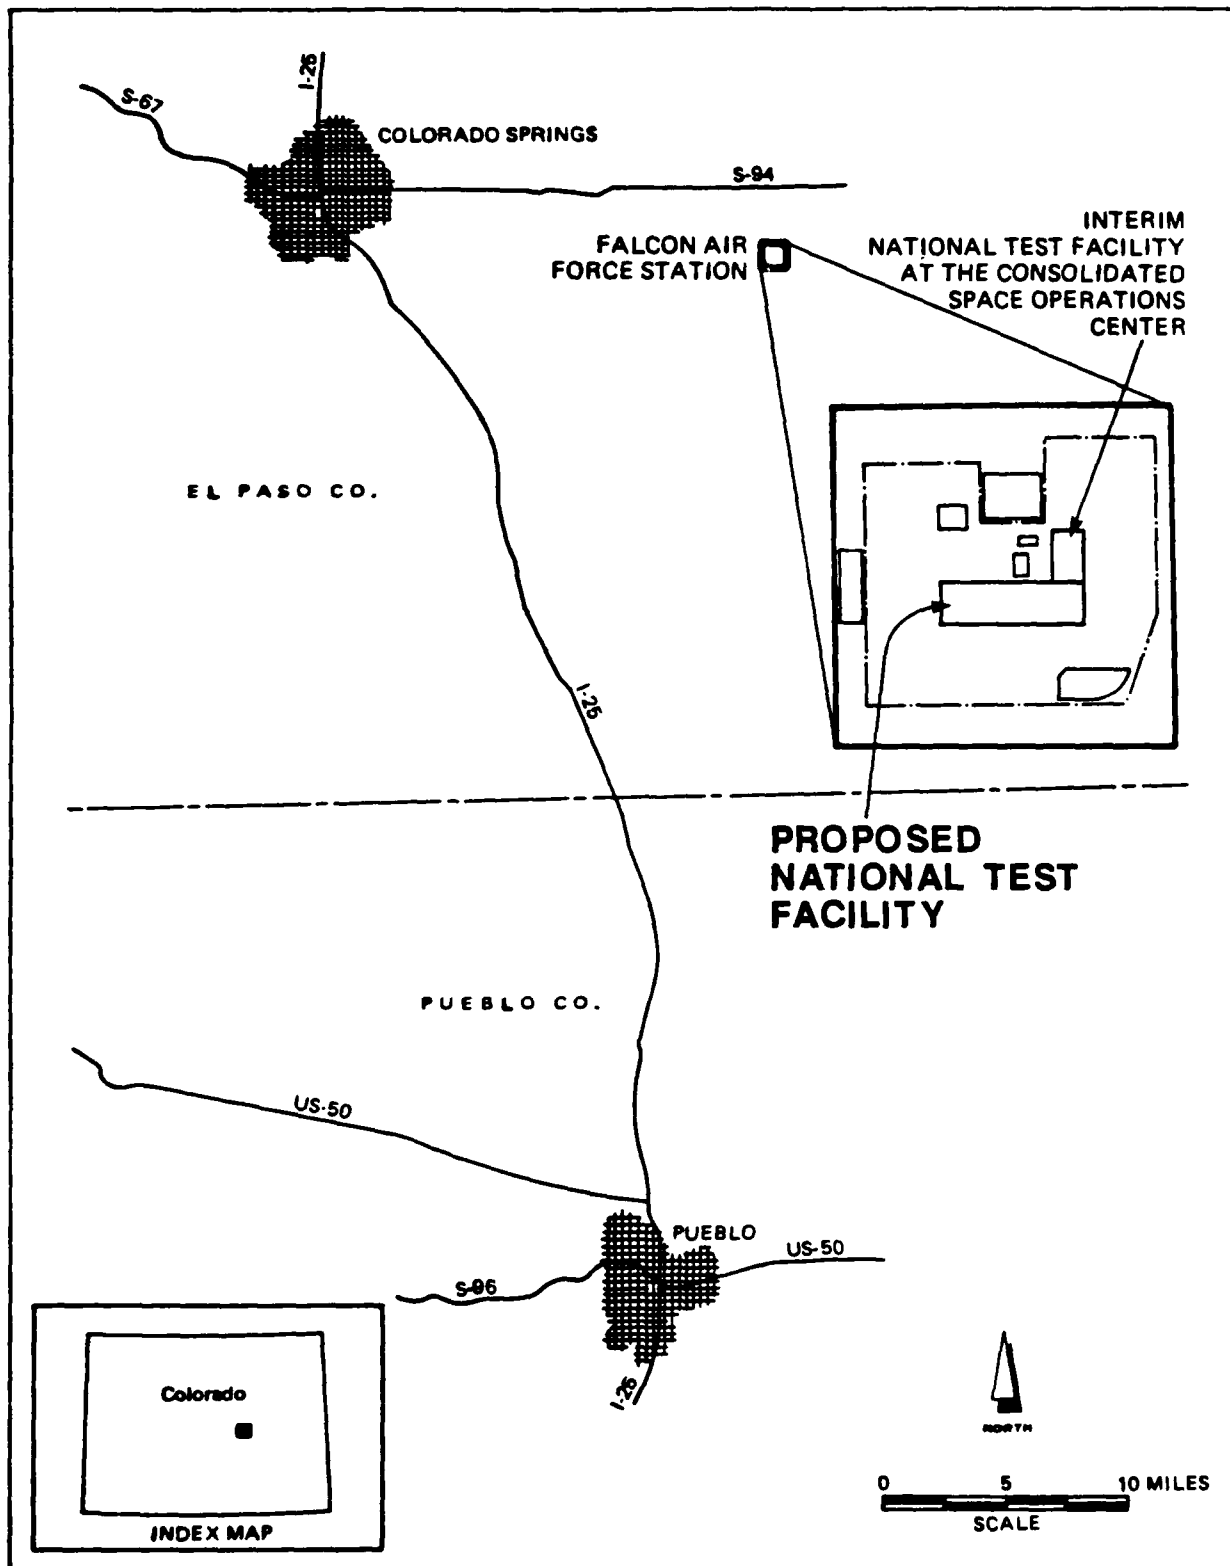 I-25
S-67
COLORADO SPRINGS
S-94
FALCON AIR
FORCE STATION
INTERIM
NATIONAL TEST FACILITY
AT THE CONSOLIDATED
SPACE OPERATIONS
CENTER
EL PASO CO.
I-25
PROPOSED
NATIONAL TEST
FACILITY
PUEBLO CO.
US-50
PUEBLO
US-50
S-96
I-25
Colorado
INDEX MAP
NORTH
0 5 10 MILES
SCALE